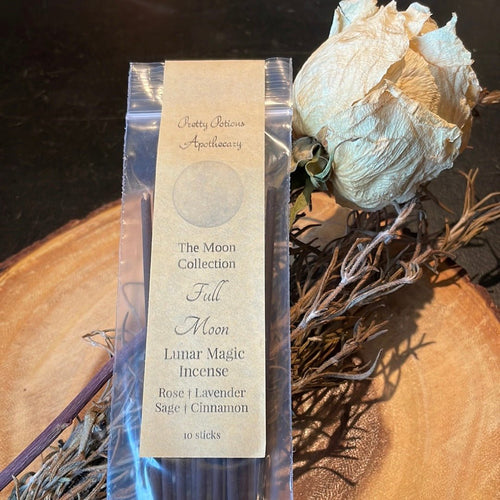 Pretty Potions
Apothecary
The Moon
Collection
Full
Moon
Lunar Magic
Incense
Rose † Lavender
Sage † Cinnamon
10 sticks